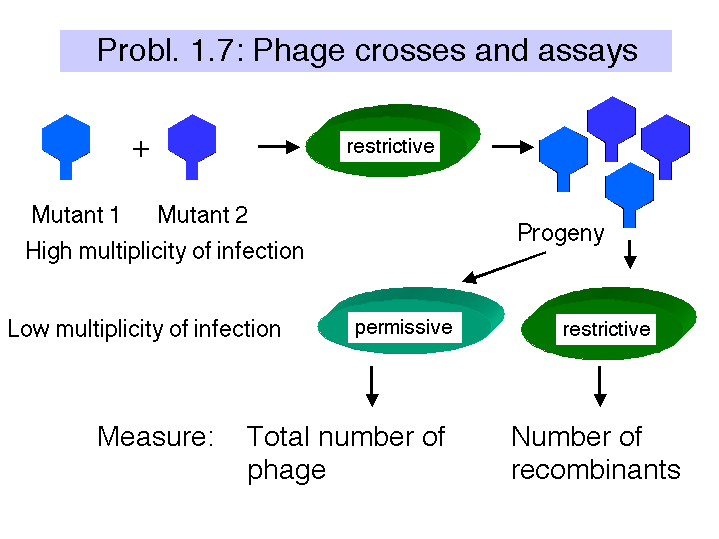 Probl. 1.7: Phage crosses and assays
+
restrictive
Mutant 1
Mutant 2
High multiplicity of infection
Progeny
Low multiplicity of infection
permissive
restrictive
Measure:
Total number of
phage
Number of
recombinants